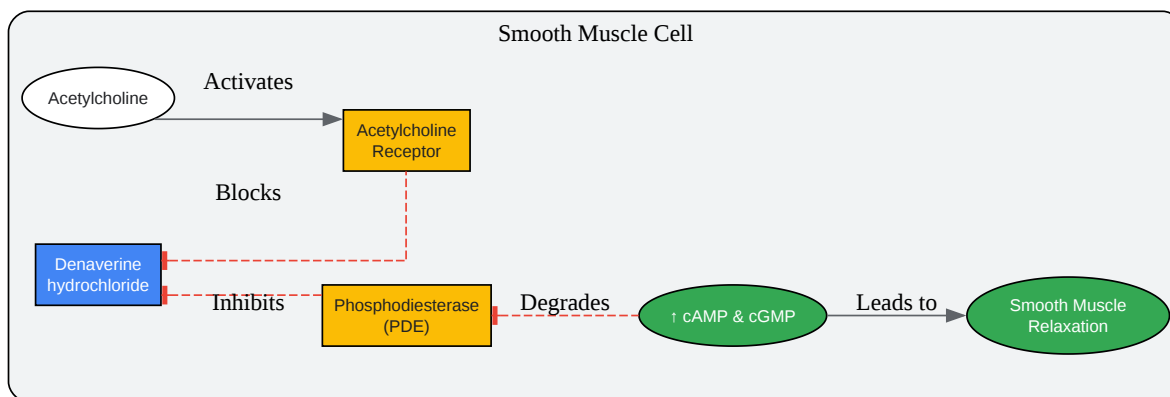 Smooth Muscle Cell
Activates
Acetylcholine
Acetylcholine
Receptor
Blocks
Denaverine
hydrochloride
Inhibits
Phosphodiesterase
(PDE)
Degrades
↑ cAMP & cGMP
Leads to
Smooth Muscle
Relaxation